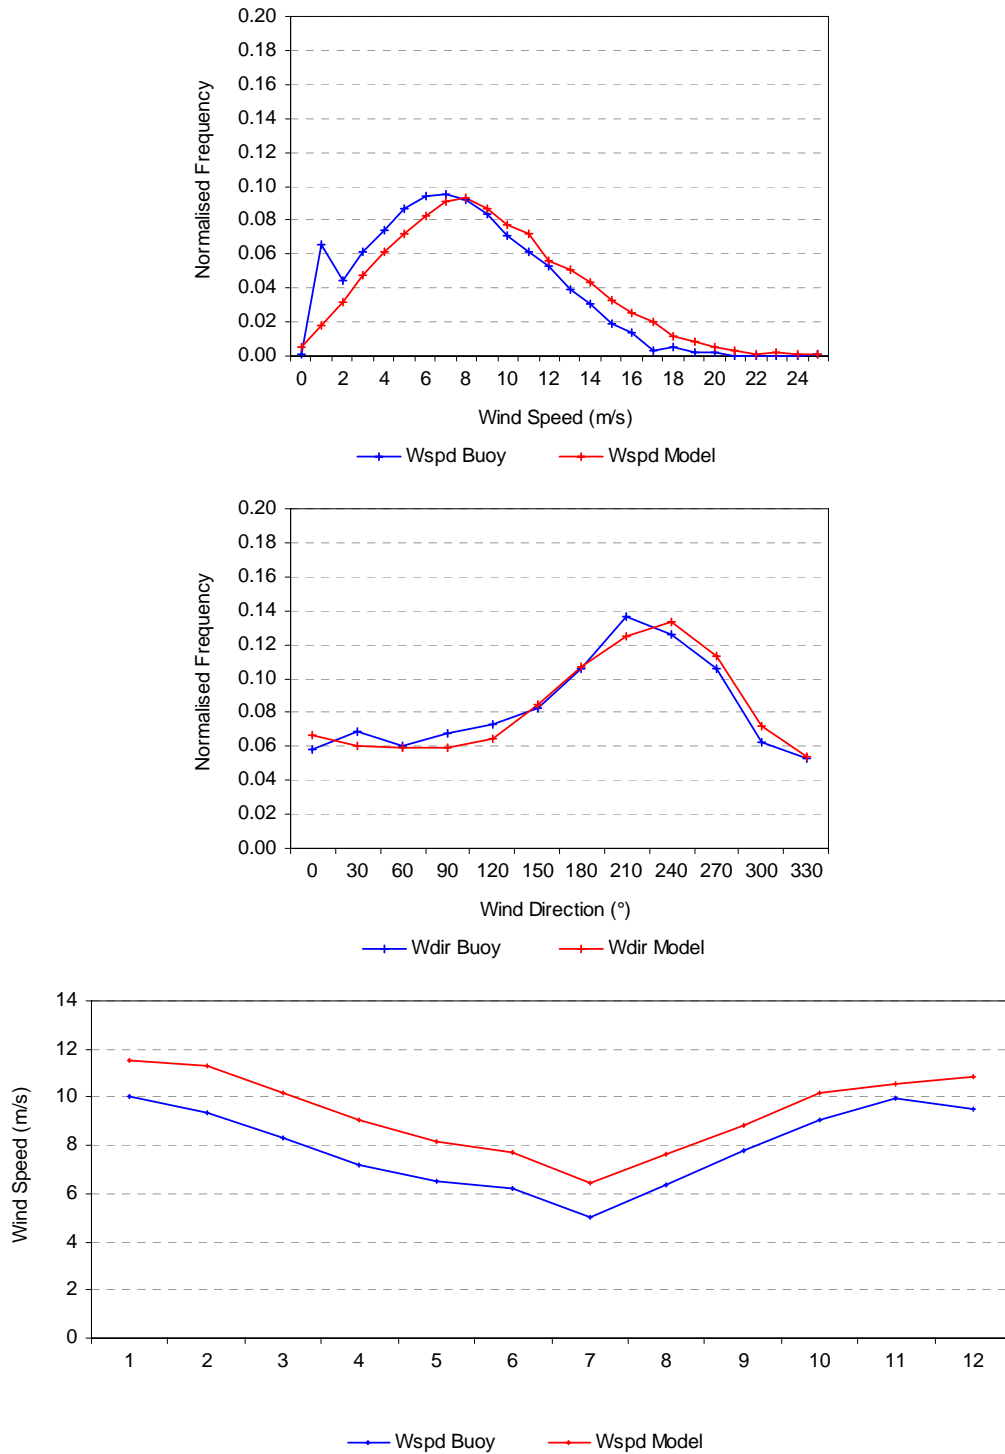 0.20
0.18
0.16
0.14
0.12
0.10
0.08
0.06
0.04
0.02
0.00
Normalised Frequency
0 2 4 6 8 10 12 14 16 18 20 22 24
Wind Speed (m/s)
Wspd Buoy Wspd Model
0.20
0.18
0.16
0.14
0.12
0.10
0.08
0.06
0.04
0.02
0.00
Normalised Frequency
0 30 60 90 120 150 180 210 240 270 300 330
Wind Direction (°)
Wdir Buoy Wdir Model
14
12
10
8
6
4
2
0
Wind Speed (m/s)
1 2 3 4 5 6 7 8 9 10 11 12
Wspd Buoy Wspd Model